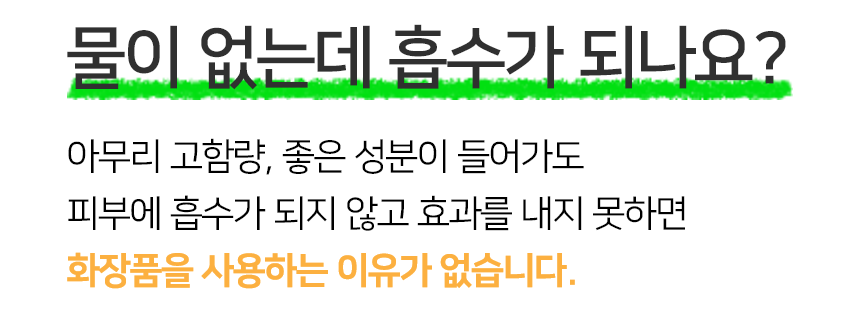 물이 없는데 흡수가 되나요?
아무리 고함량, 좋은 성분이 들어가도
피부에 흡수가 되지 않고 효과를 내지 못하면
화장품을 사용하는 이유가 없습니다.